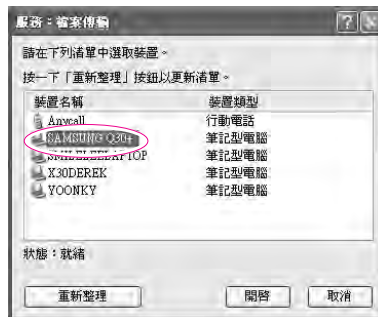 服務：檔案傳輸
請在下列清單中選取裝置。
按一下「重新整理」按鈕以更新清單。
裝置名稱 裝置類型
Anycall 行動電話
SAMSUNG Q30+ 筆記型電腦
筆記型電腦
X30DEREK 筆記型電腦
YOONKY 筆記型電腦
狀態：就緒
重新整理 開啓 取消